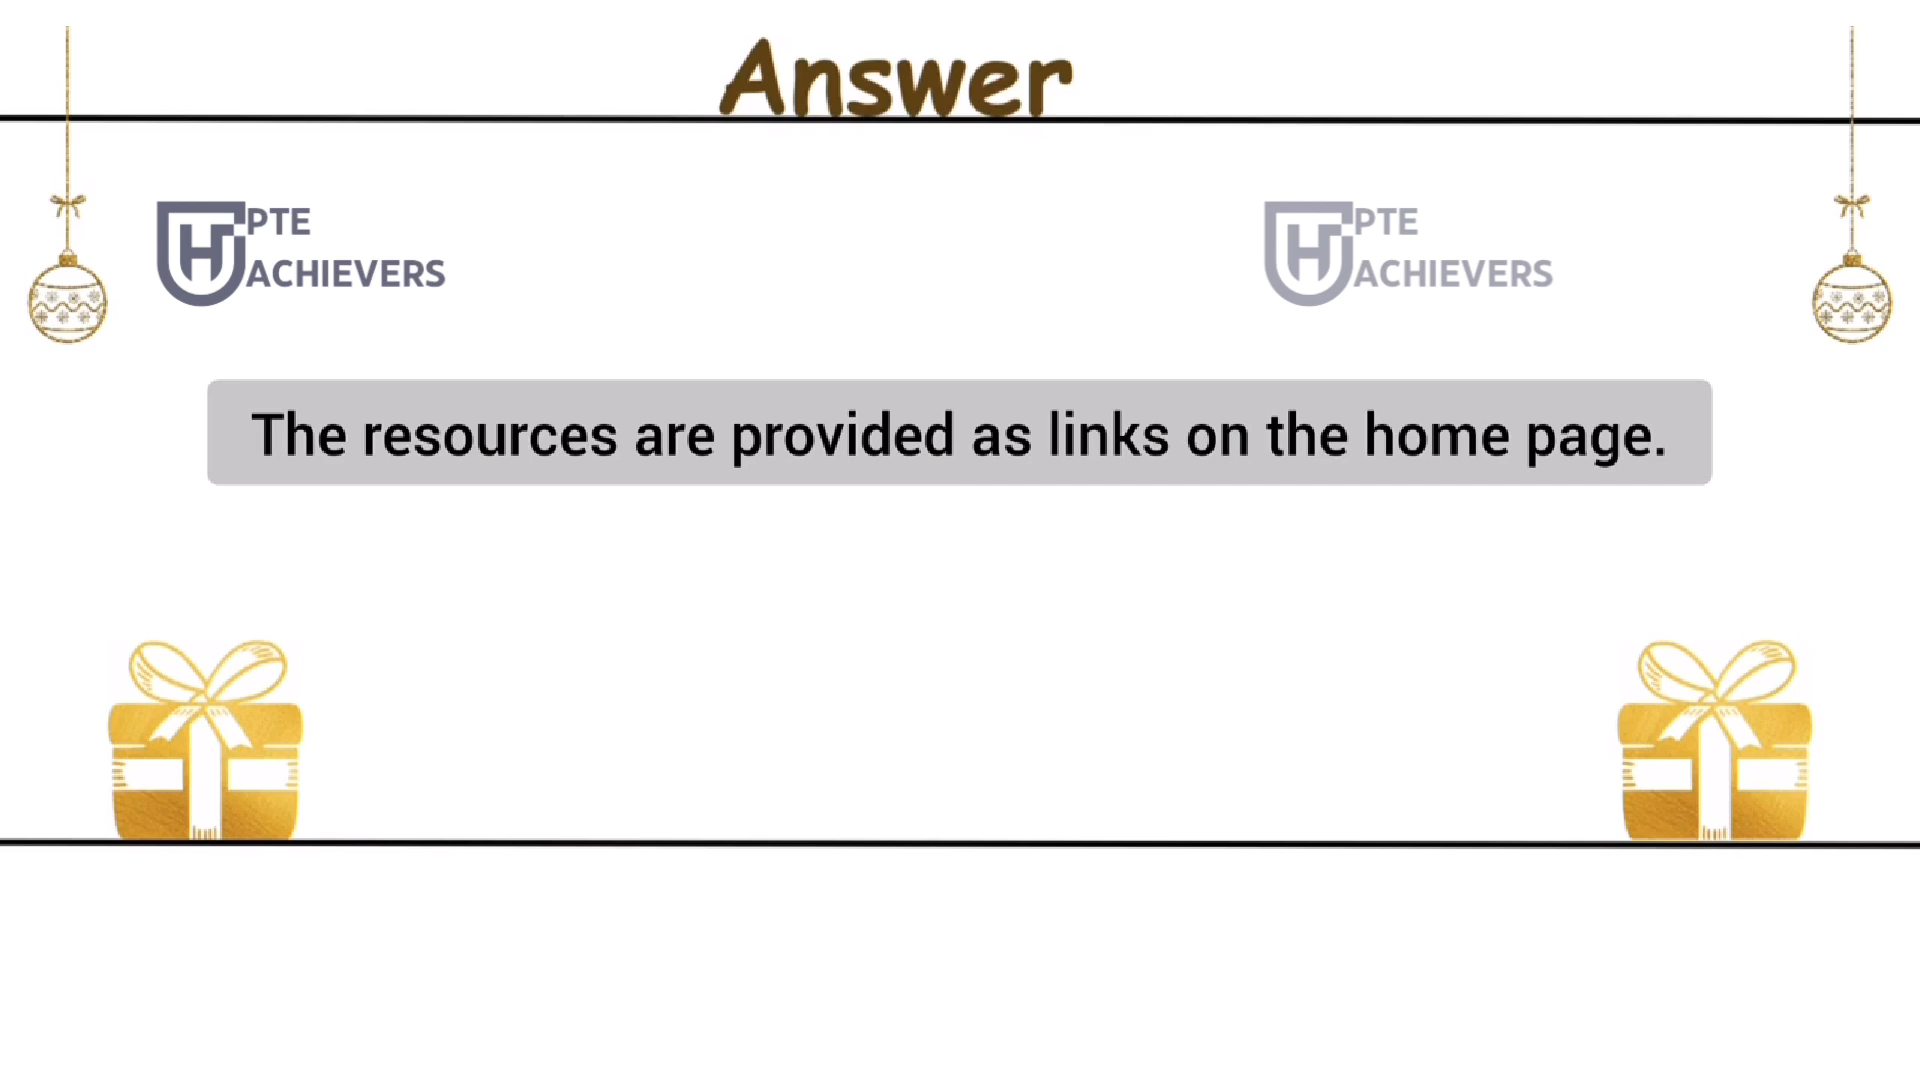 Answer
PTE
ACHIEVERS
PTE
ACHIEVERS
The resources are provided as links on the home page.